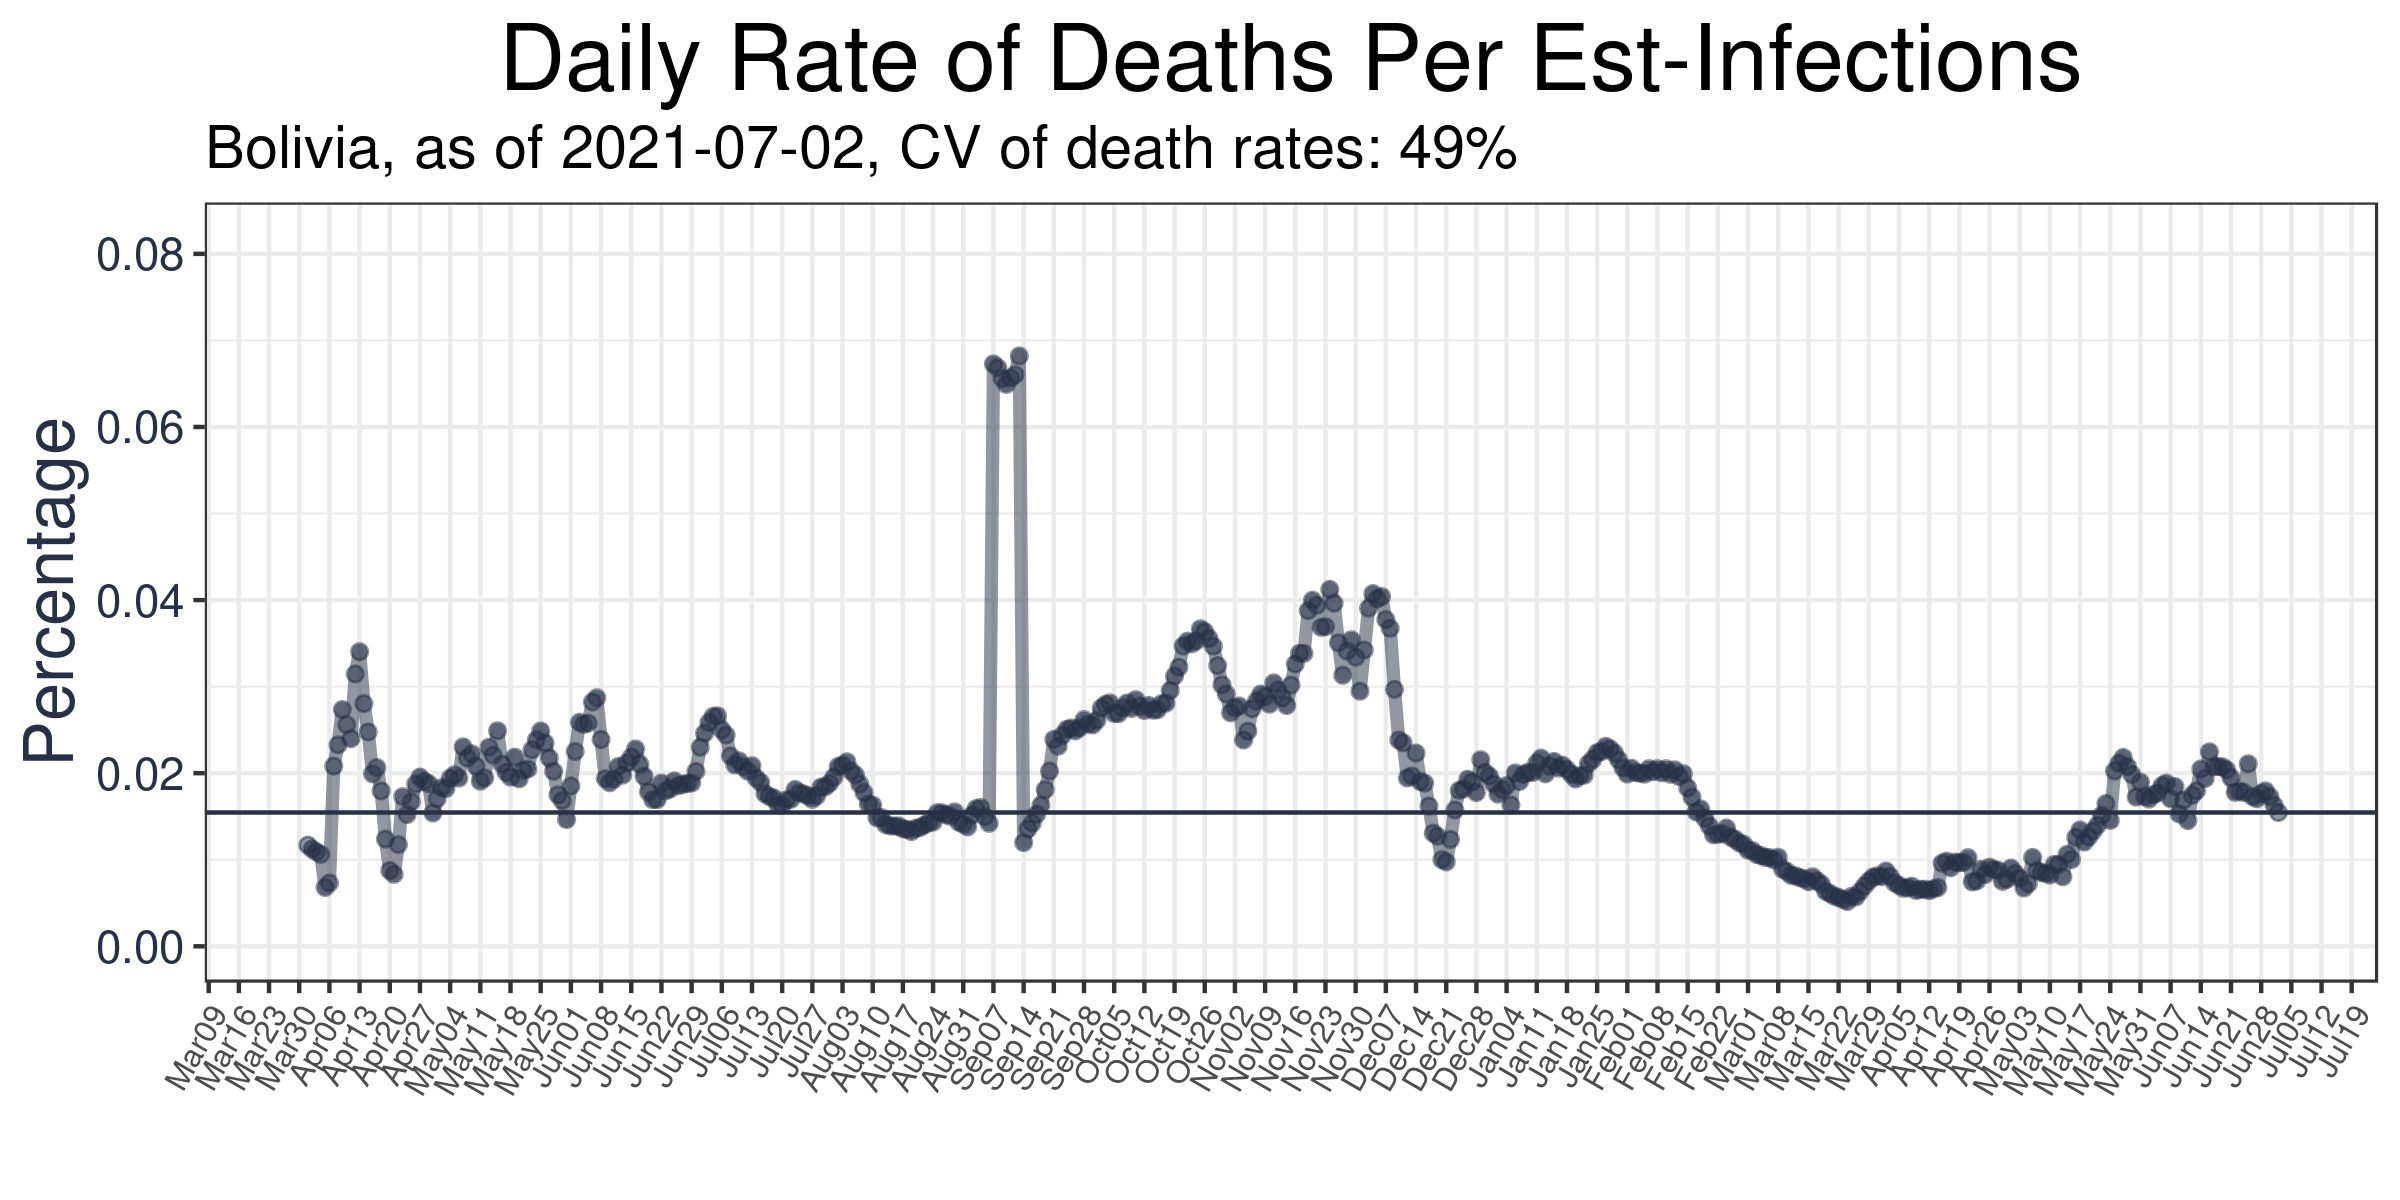 Daily Rate of Deaths Per Est-Infections
Bolivia, as of 2021-07-02, CV of death rates: 49%
Percentage
0.08
0.06
0.04
0.02
0.00
Mar09
Mar16
Mar23
Mar30
Apr06
Apr13
Apr20
Apr27
May04
May11
May18
May25
Jun01
Jun08
Jun15
Jun22
Jun29
Jul06
Jul13
Jul20
Jul27
Aug03
Aug10
Aug17
Aug24
Aug31
Sep07
Sep14
Sep21
Sep28
Oct05
Oct12
Oct19
Oct26
Nov02
Nov09
Nov16
Nov23
Nov30
Dec07
Dec14
Dec21
Dec28
Jan04
Jan11
Jan18
Jan25
Feb01
Feb08
Feb15
Feb22
Mar01
Mar08
Mar15
Mar22
Mar29
Apr05
Apr12
Apr19
Apr26
May03
May10
May17
May24
May31
Jun07
Jun14
Jun21
Jun28
Jul05
Jul12
Jul19